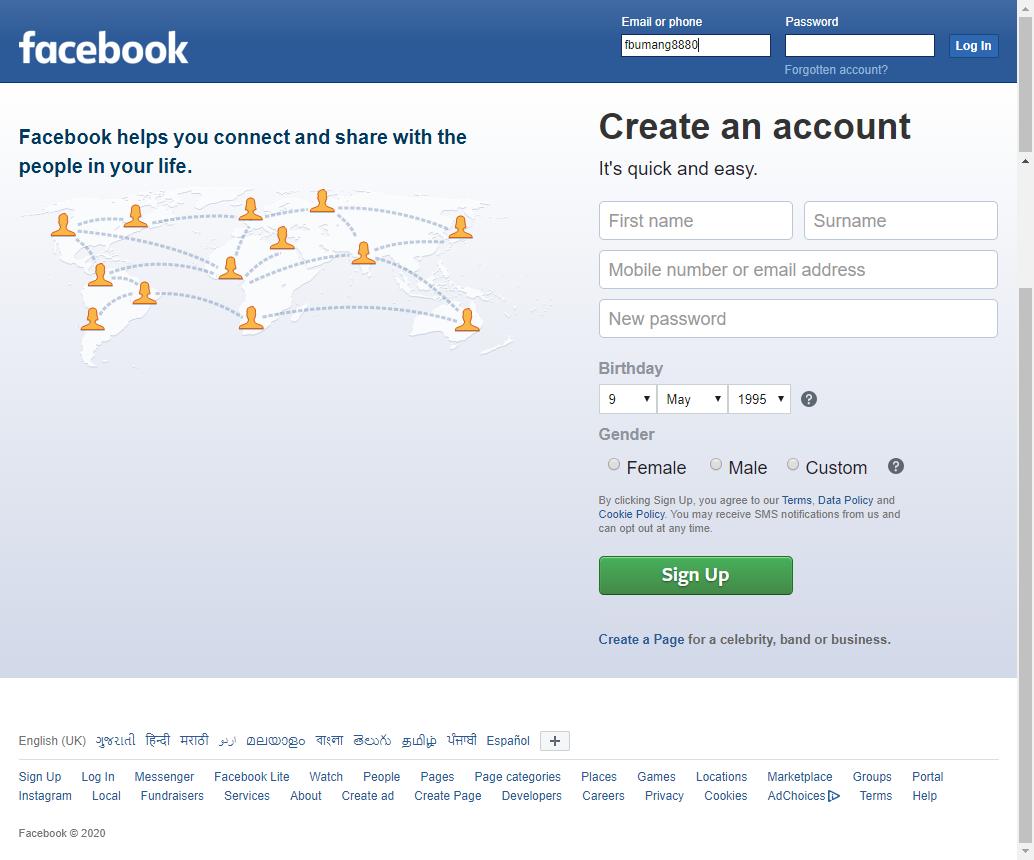 facebook
Email or phone
Password
fbumang8880
Log In
Forgotten account?
Facebook helps you connect and share with the
people in your life.
Create an account
It's quick and easy.
First name
Surname
Mobile number or email address
New password
Birthday
9 May 1995
?
Gender
Female Male Custom
?
By clicking Sign Up, you agree to our Terms, Data Policy and
Cookie Policy. You may receive SMS notifications from us and
can opt out at any time.
Sign Up
Create a Page for a celebrity, band or business.
English (UK) ગુજરાતી हिन्दी मराठी اردو മലയാളം বাংলা తెలుగు தமிழ் ਪੰਜਾਬੀ Español +
Sign Up Log In Messenger Facebook Lite Watch People Pages Page categories Places Games Locations Marketplace Groups Portal
Instagram Local Fundraisers Services About Create ad Create Page Developers Careers Privacy Cookies AdChoices Terms Help
Facebook © 2020